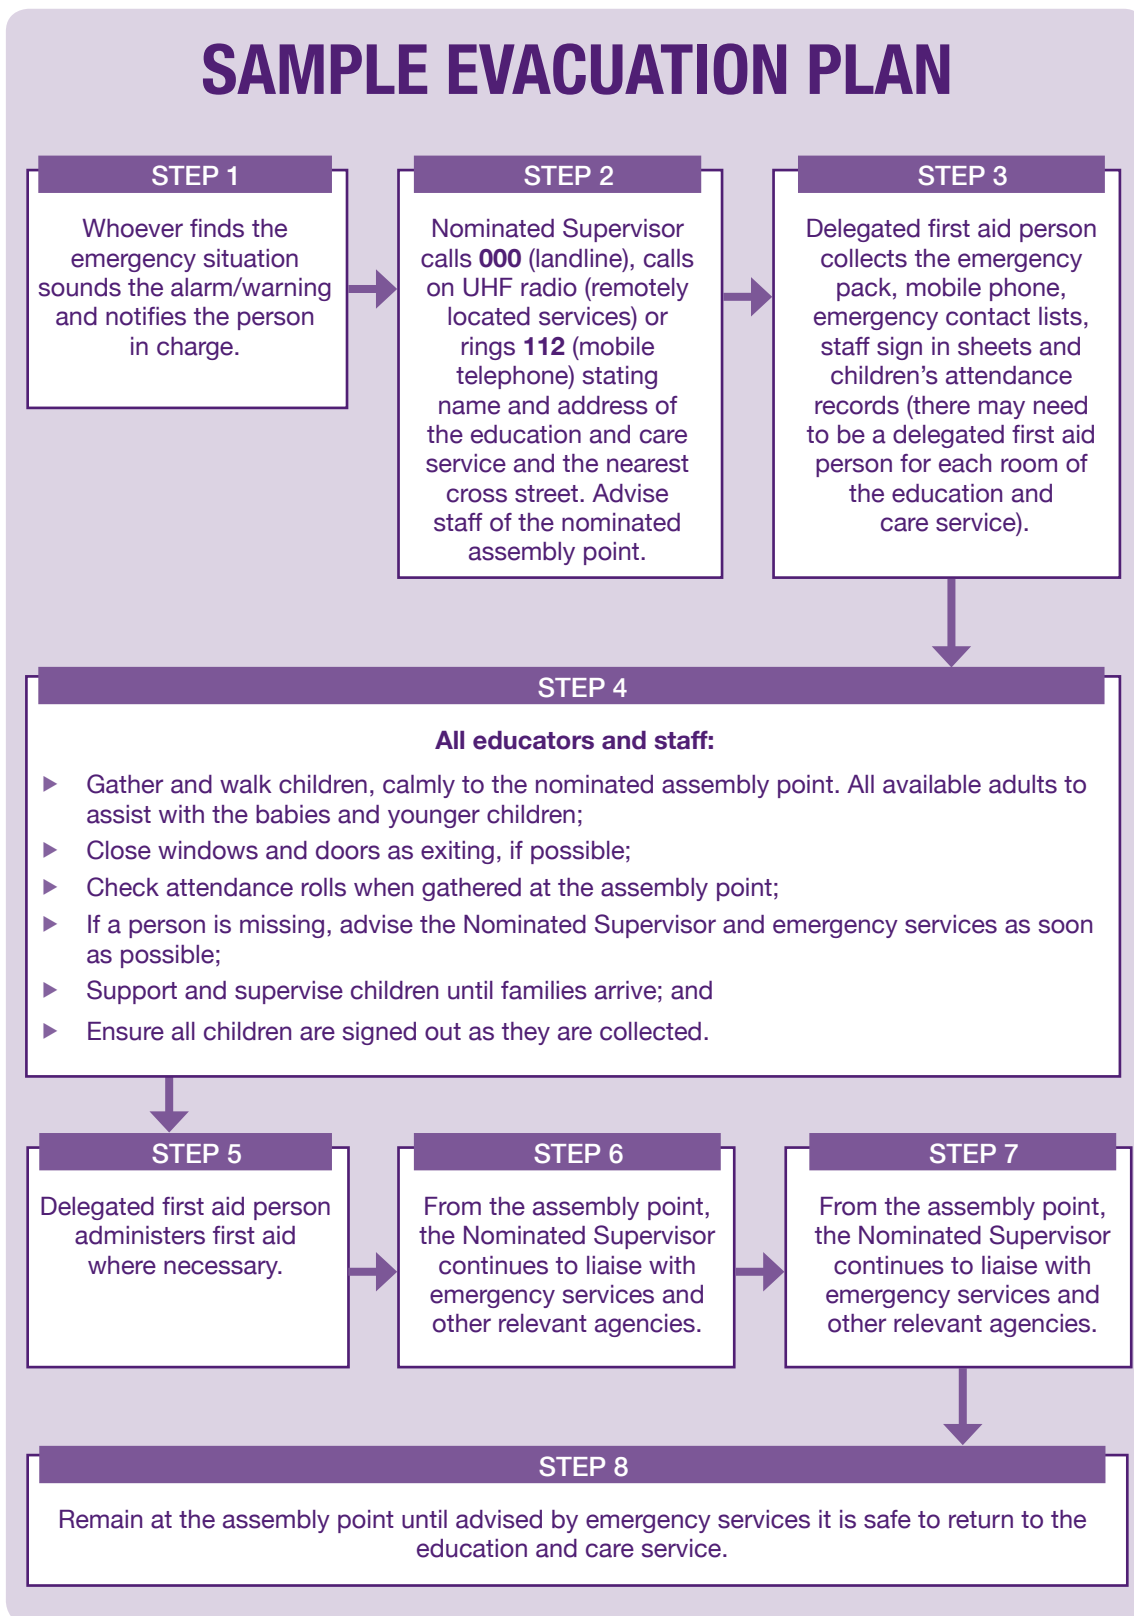 SAMPLE EVACUATION PLAN
STEP 1
Whoever finds the
emergency situation
sounds the alarm/warning
and notifies the person
in charge.
STEP 2
Nominated Supervisor
calls 000 (landline), calls
on UHF radio (remotely
located services) or
rings 112 (mobile
telephone) stating
name and address of
the education and care
service and the nearest
cross street. Advise
staff of the nominated
assembly point.
STEP 3
Delegated first aid person
collects the emergency
pack, mobile phone,
emergency contact lists,
staff sign in sheets and
children’s attendance
records (there may need
to be a delegated first aid
person for each room of
the education and
care service).
STEP 4
All educators and staff:
► Gather and walk children, calmly to the nominated assembly point. All available adults to
assist with the babies and younger children;
► Close windows and doors as exiting, if possible;
► Check attendance rolls when gathered at the assembly point;
► If a person is missing, advise the Nominated Supervisor and emergency services as soon
as possible;
► Support and supervise children until families arrive; and
► Ensure all children are signed out as they are collected.
STEP 5
Delegated first aid person
administers first aid
where necessary.
STEP 6
From the assembly point,
the Nominated Supervisor
continues to liaise with
emergency services and
other relevant agencies.
STEP 7
From the assembly point,
the Nominated Supervisor
continues to liaise with
emergency services and
other relevant agencies.
STEP 8
Remain at the assembly point until advised by emergency services it is safe to return to the
education and care service.